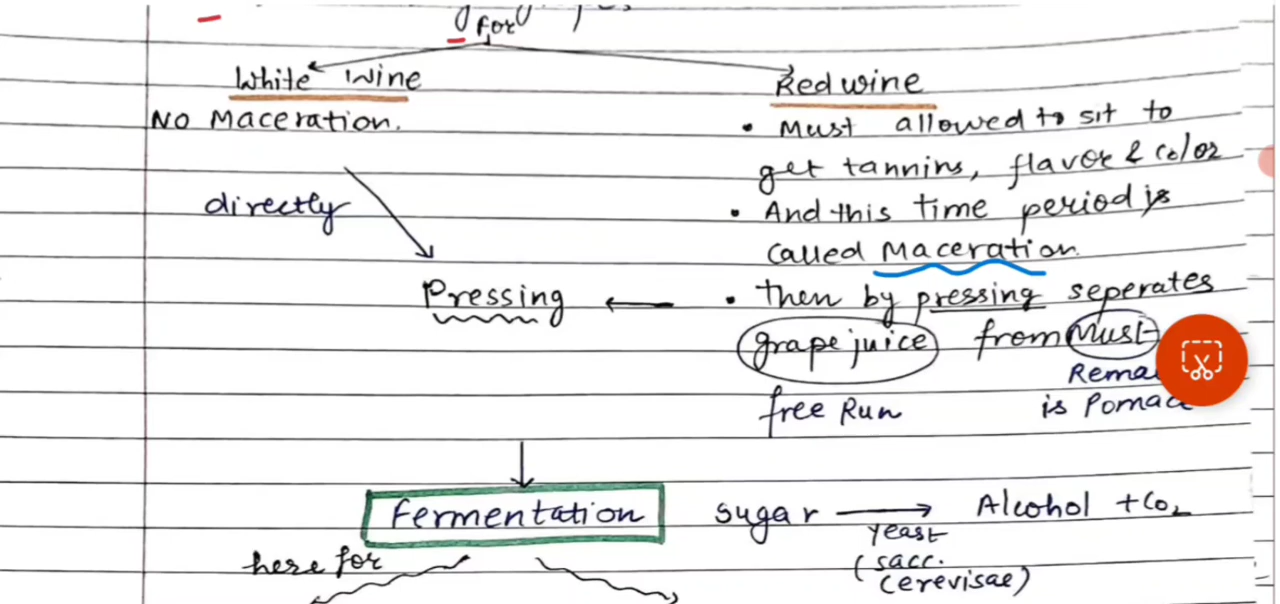 for
White Wine
Red wine
No Maceration.
• Must allowed to sit to
get tannins, flavor & color
directly
• And this time period is
called Maceration.
Pressing
• then by pressing seperates
grape juice from Must
free Run
is
fermentation
sugar → Alcohol + Co2
yeast
(sacc.
cerevisae)
here for